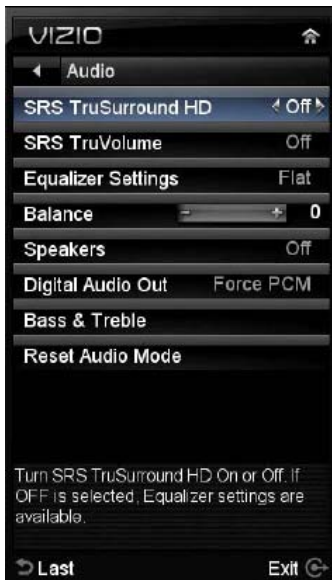 VIZIO
Audio
SRS TruSurround HD Off
SRS TruVolume Off
Equalizer Settings Flat
Balance - + 0
Speakers Off
Digital Audio Out Force PCM
Bass & Treble
Reset Audio Mode
Turn SRS TruSurround HD On or Off. If
OFF is selected, Equalizer settings are
available.
Last Exit